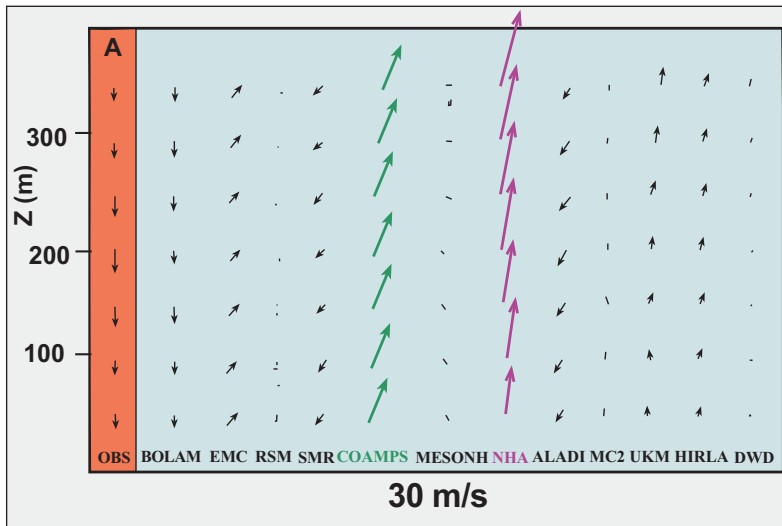 A
300
Z (m)
200
100
OBS BOLAM EMC RSM SMR COAMPS MESONH NHA ALADI MC2 UKM HIRLA DWD
30 m/s